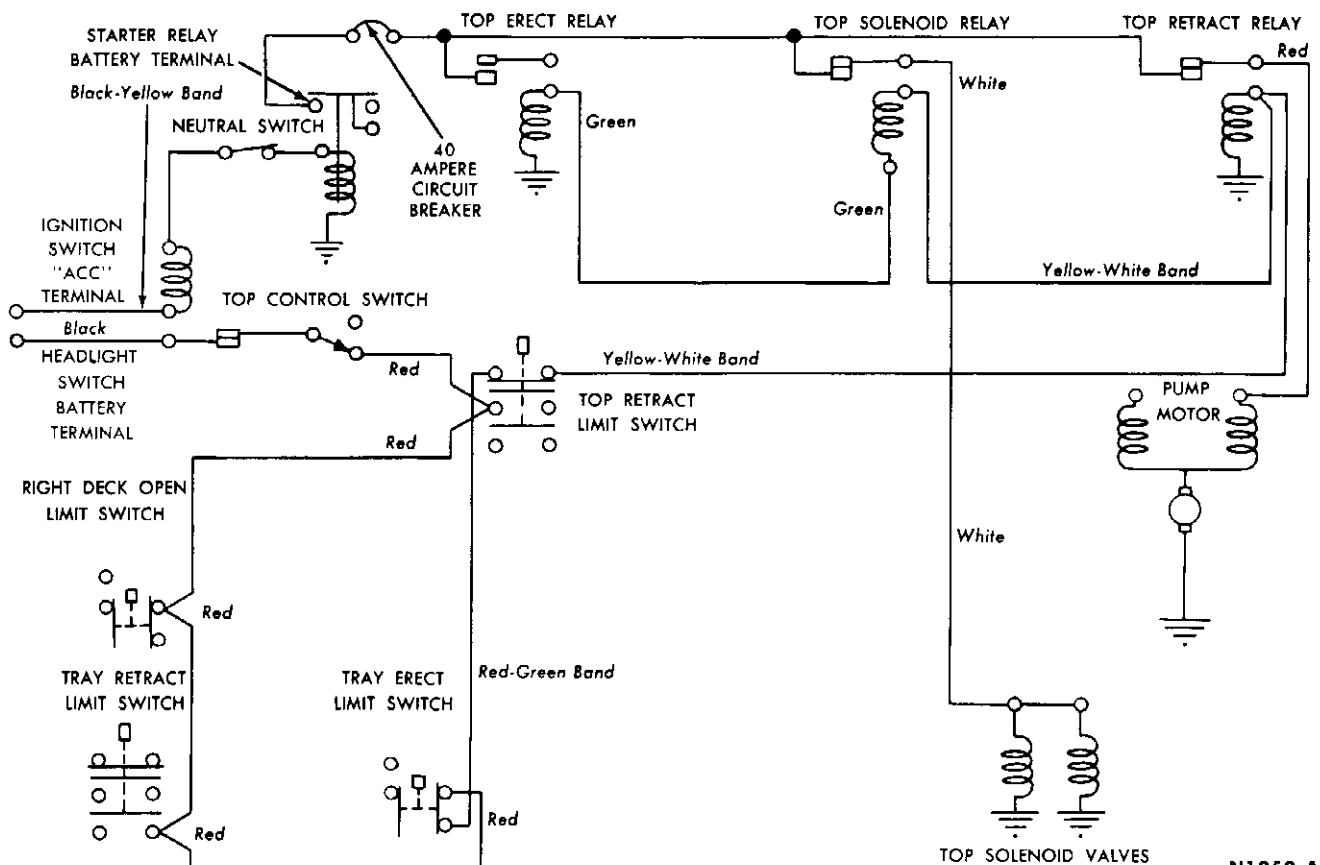 TOP ERECT RELAY
TOP SOLENOID RELAY
TOP RETRACT RELAY
STARTER RELAY
BATTERY TERMINAL
Black-Yellow Band
NEUTRAL SWITCH
Red
White
Green
40
AMPERE
CIRCUIT
BREAKER
Green
IGNITION
SWITCH
"ACC"
TERMINAL
Yellow-White Band
TOP CONTROL SWITCH
Black
HEADLIGHT
SWITCH
BATTERY
TERMINAL
Red
Yellow-White Band
TOP RETRACT
LIMIT SWITCH
PUMP
MOTOR
Red
RIGHT DECK OPEN
LIMIT SWITCH
White
Red
TRAY RETRACT
LIMIT SWITCH
TRAY ERECT
LIMIT SWITCH
Red-Green Band
Red
Red
TOP SOLENOID VALVES